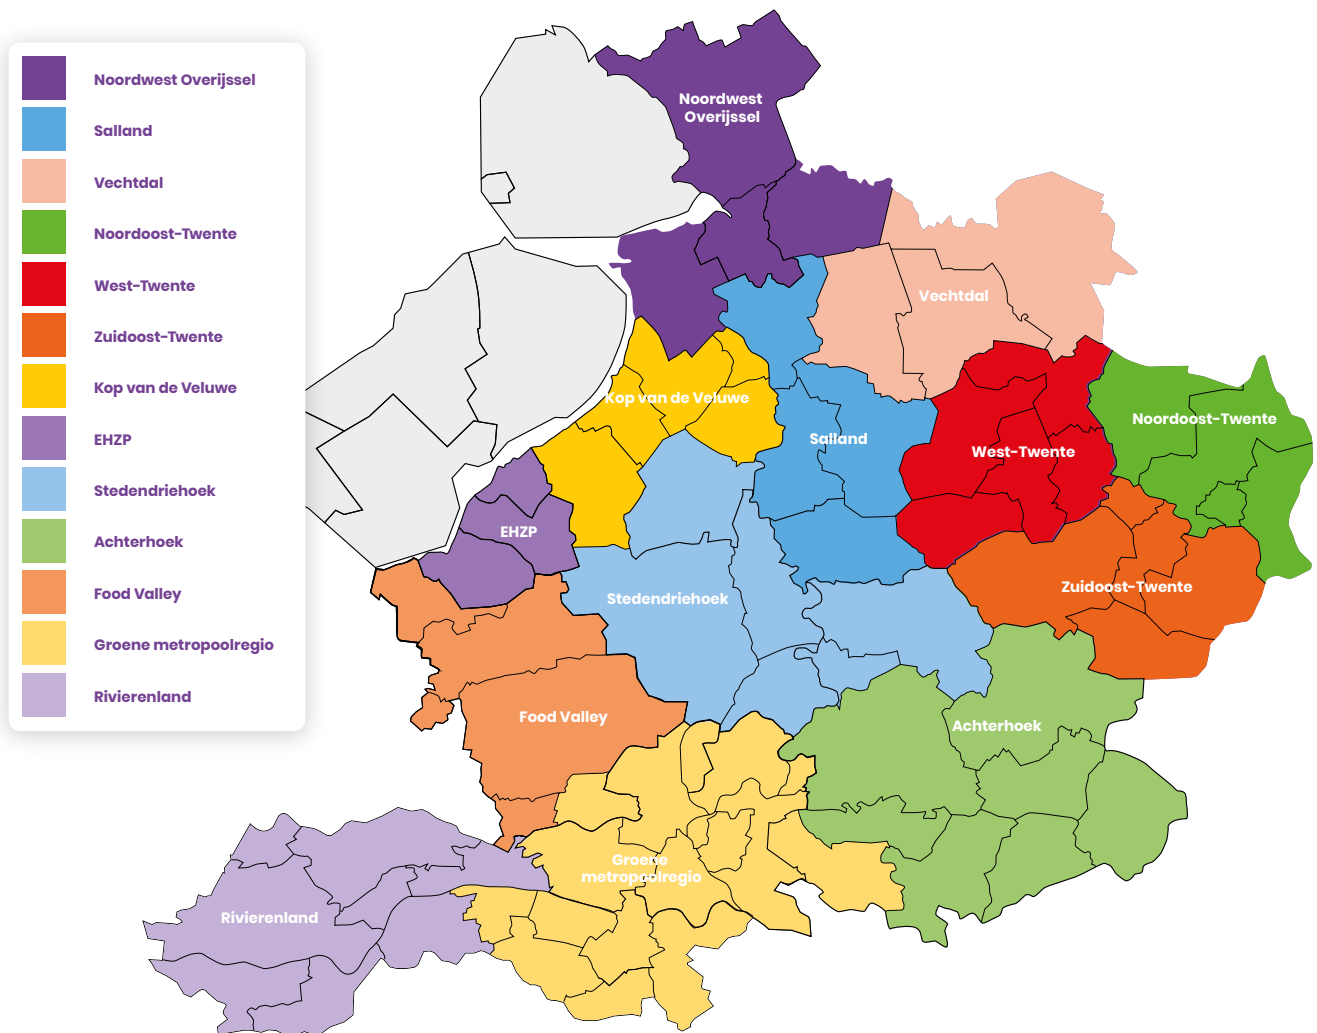 Noordwest Overijssel
Salland
Vechtdal
Noordoost-Twente
West-Twente
Zuidoost-Twente
Kop van de Veluwe
EHZP
Stedendriehoek
Achterhoek
Food Valley
Groene metropoolregio
Rivierenland
Noordwest
Overijssel
Vechtdal
Kop van de Veluwe
Noordoost-Twente
Salland
West-Twente
EHZP
Zuidoost-Twente
Stedendriehoek
Food Valley
Achterhoek
Groene
metropoolregio
Rivierenland